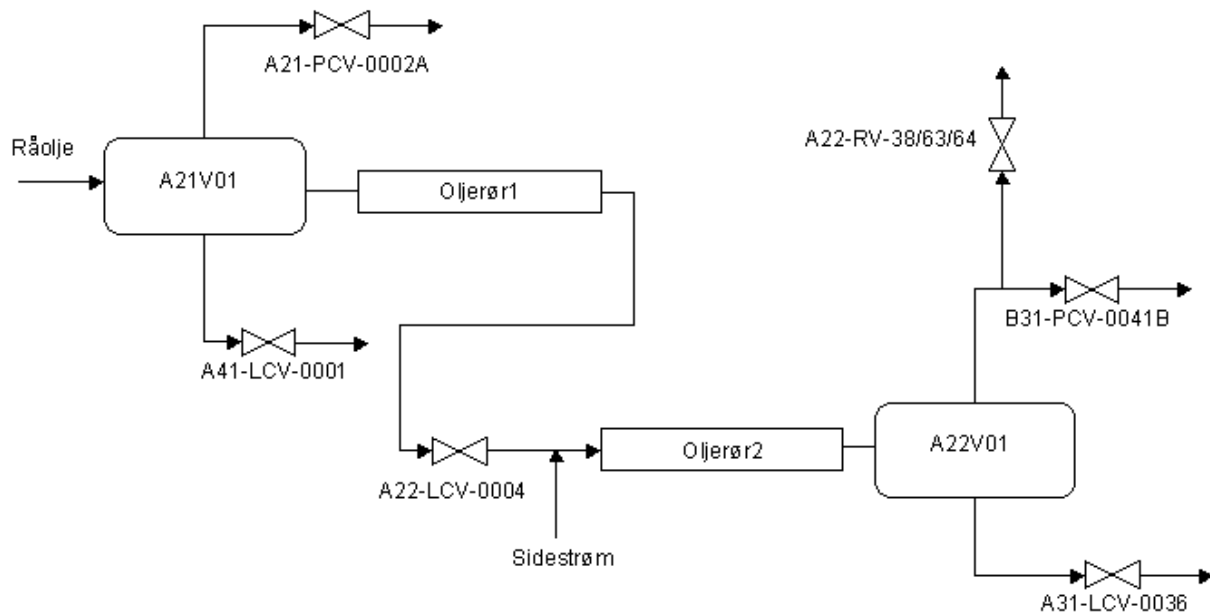 A21-PCV-0002A
Råolje
A21V01
Oljerør1
A22-RV-38/63/64
B31-PCV-0041B
A41-LCV-0001
A22V01
Oljerør2
A22-LCV-0004
Sidestrøm
A31-LCV-0036